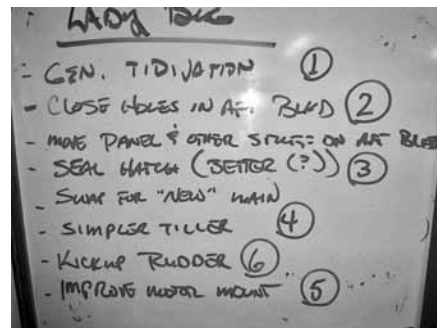 LADY BUG
- GEN. TIDIVATION ①
- CLOSE HOLES IN AFT BLKD ②
- MOVE PANEL & OTHER STUFF ON AFT BLKD
- SEAL HATCH (BETTER (?)) ③
- SWAP FOR "NEW" MAIN
- SIMPLER TILLER ④
- KICKUP RUDDER ⑥
- IMPROVE MOTOR MOUNT ⑤